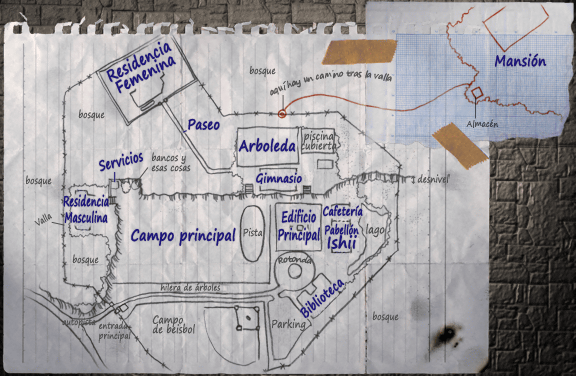 Residencia
Femenina
bosque
aquí hay un camino tras la valla
Mansión
Almacén
bosque
Paseo
Arboleda
piscina
cubierta
Servicios
bancos y
esas cosas
Gimnasio
desnivel
bosque
Residencia
Masculina
Valla
bosque
Campo principal
Pista
Edificio
Principal
Cafetería
Pabellón
Ishii
lago
rotonda
hilera de árboles
Biblioteca
autopista
entrada
principal
Campo
de béisbol
Parking
bosque